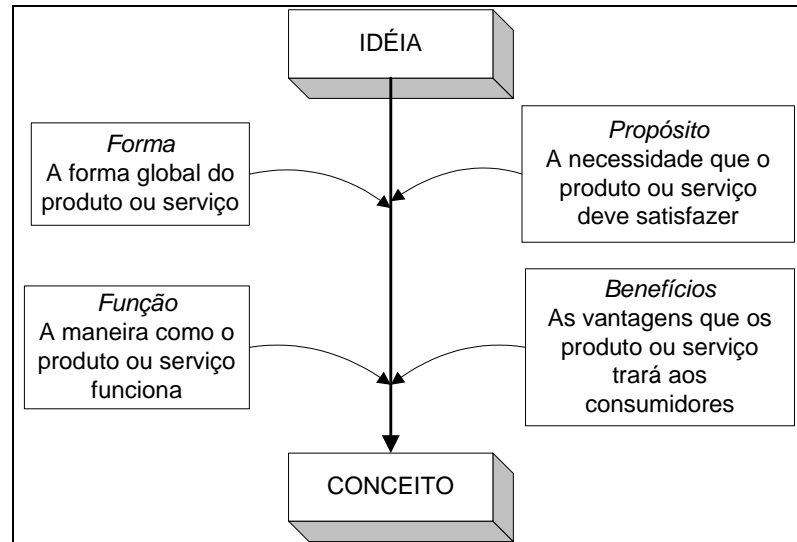 IDÉIA
Forma
A forma global do
produto ou serviço
Propósito
A necessidade que o
produto ou serviço
deve satisfazer
Função
A maneira como o
produto ou serviço
funciona
Benefícios
As vantagens que os
produto ou serviço
trará aos
consumidores
CONCEITO